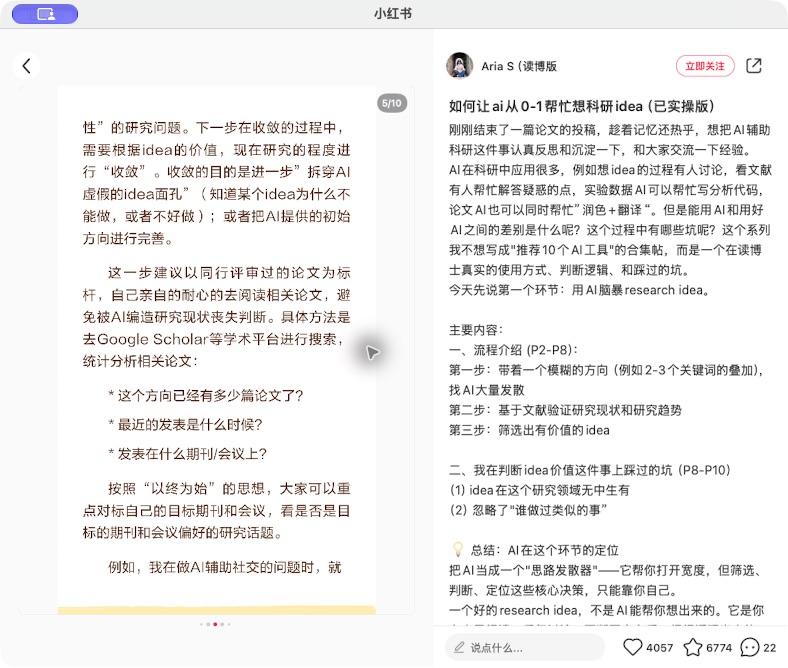 小红书
5/10
性”的研究问题。下一步在收敛的过程中，
需要根据idea的价值，现在研究的程度进
行“收敛”。收敛的目的是进一步”拆穿AI
虚假的idea面孔”（知道某个idea为什么不
能做，或者不好做）；或者把AI提供的初始
方向进行完善。
这一步建议以同行评审过的论文为标
杆，自己亲自的耐心的去阅读相关论文，避
免被AI编造研究现状丧失判断。具体方法是
去Google Scholar等学术平台进行搜索，
统计分析相关论文：
* 这个方向已经有多少篇论文了？
* 最近的发表是什么时候？
* 发表在什么期刊/会议上？
按照“以终为始”的思想，大家可以重
点对标自己的目标期刊和会议，看是否是目
标的期刊和会议偏好的研究话题。
例如，我在做AI辅助社交的问题时，就
Aria S (读博版
立即关注
如何让ai从0-1帮忙想科研idea（已实操版）
刚刚结束了一篇论文的投稿，趁着记忆还热乎，想把AI辅助
科研这件事认真反思和沉淀一下，和大家交流一下经验。
AI在科研中应用很多，例如想idea的过程有人讨论，看文献
有人帮忙解答疑惑的点，实验数据AI可以帮忙写分析代码，
论文AI也可以同时帮忙”润色+翻译“。但是能用AI和用好
AI之间的差别是什么呢？这个过程中有哪些坑呢？这个系列
我不想写成"推荐10个AI工具"的合集帖，而是一个在读博
士真实的使用方式、判断逻辑、和踩过的坑。
今天先说第一个环节：用AI脑暴research idea。
主要内容：
一、流程介绍 (P2-P8)：
第一步：带着一个模糊的方向（例如2-3个关键词的叠加)，
找AI大量发散
第二步：基于文献验证研究现状和研究趋势
第三步：筛选出有价值的idea
二、我在判断idea价值这件事上踩过的坑（P8-P10）
(1) idea在这个研究领域无中生有
(2) 忽略了“谁做过类似的事”
💡 总结：AI在这个环节的定位
把AI当成一个"思路发散器"——它帮你打开宽度，但筛选、
判断、定位这些核心决策，只能靠你自己。
一个好的research idea，不是AI能帮你想出来的。它是你
说点什么...
4057
6774
22